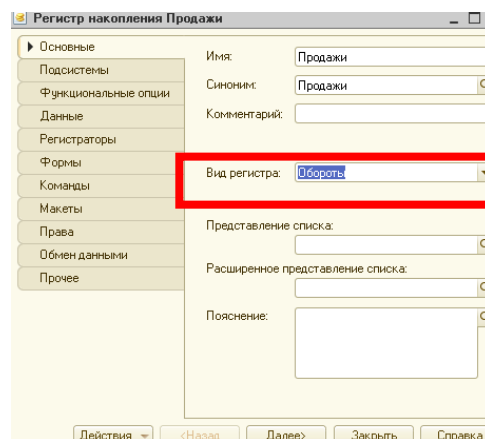 Регистр накопления Продажи
Основные
Подсистемы
Функциональные опции
Данные
Регистраторы
Формы
Команды
Макеты
Права
Обмен данными
Прочее
Имя: Продажи
Синоним: Продажи
Комментарий:
Вид регистра: Обороты
Представление списка:
Расширенное представление списка:
Пояснение:
Действия <Назад Далее> Закрыть Справка